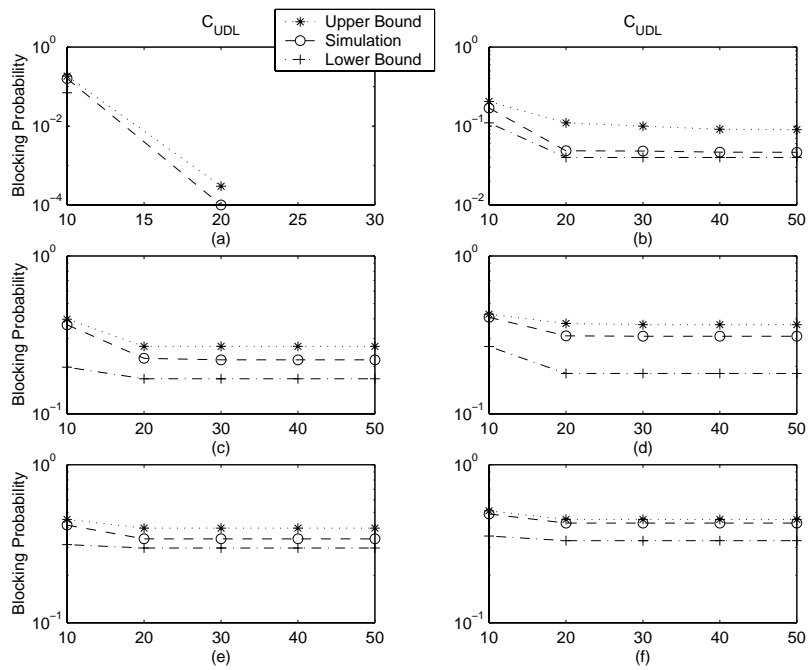 C_UDL
C_UDL
Upper Bound
Simulation
Lower Bound
Blocking Probability
10^0
10^−2
10^−4
10 15 20 25 30
(a)
10^0
10^−1
10^−2
10 20 30 40 50
(b)
Blocking Probability
10^0
10^−1
10 20 30 40 50
(c)
10^0
10^−1
10 20 30 40 50
(d)
Blocking Probability
10^0
10^−1
10 20 30 40 50
(e)
10^0
10^−1
10 20 30 40 50
(f)